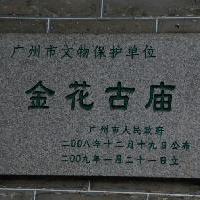 广州市文物保护单位
金花古庙
广州市人民政府
二〇〇八年十二月十九日公布
二〇〇九年一月二十一日立